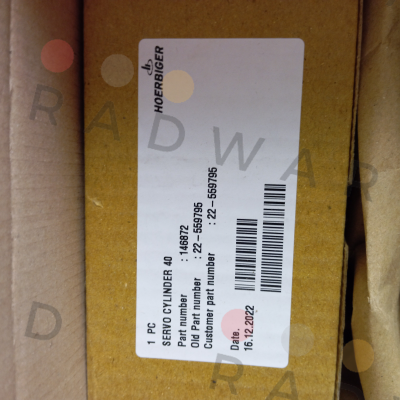 HOERBIGER
1 PC
SERVO CYLINDER 40
Part number : 146872
Old Part number : 22-559795
Customer part number : 22-559795
Date.
16.12.2022
RADWAR
D